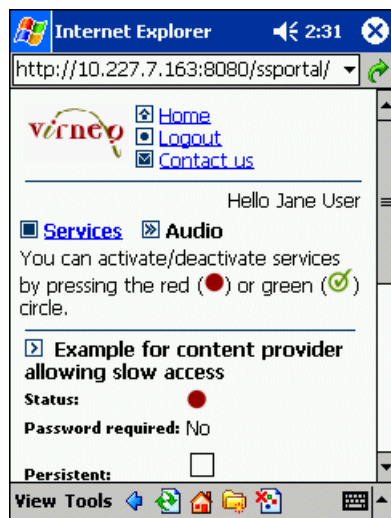 Internet Explorer 2:31
http://10.227.7.163:8080/ssportal/
virneo
Home
Logout
Contact us
Hello Jane User
Services Audio
You can activate/deactivate services
by pressing the red ( ) or green ( )
circle.
Example for content provider
allowing slow access
Status:
Password required: No
Persistent:
View Tools